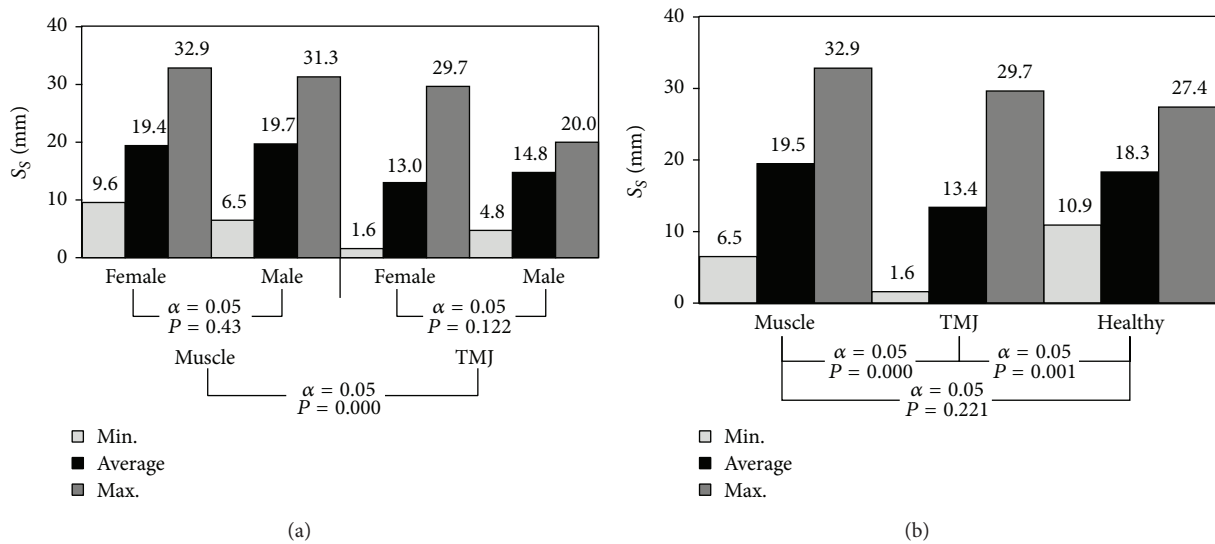 40
30
20
10
0
S_S (mm)
9.6
19.4
32.9
6.5
19.7
31.3
1.6
13.0
29.7
4.8
14.8
20.0
Female Male Female Male
α = 0.05
P = 0.43
α = 0.05
P = 0.122
Muscle TMJ
α = 0.05
P = 0.000
Min.
Average
Max.
(a)
40
30
20
10
0
S_S (mm)
6.5
19.5
32.9
1.6
13.4
29.7
10.9
18.3
27.4
Muscle TMJ Healthy
α = 0.05
P = 0.000
α = 0.05
P = 0.001
α = 0.05
P = 0.221
Min.
Average
Max.
(b)